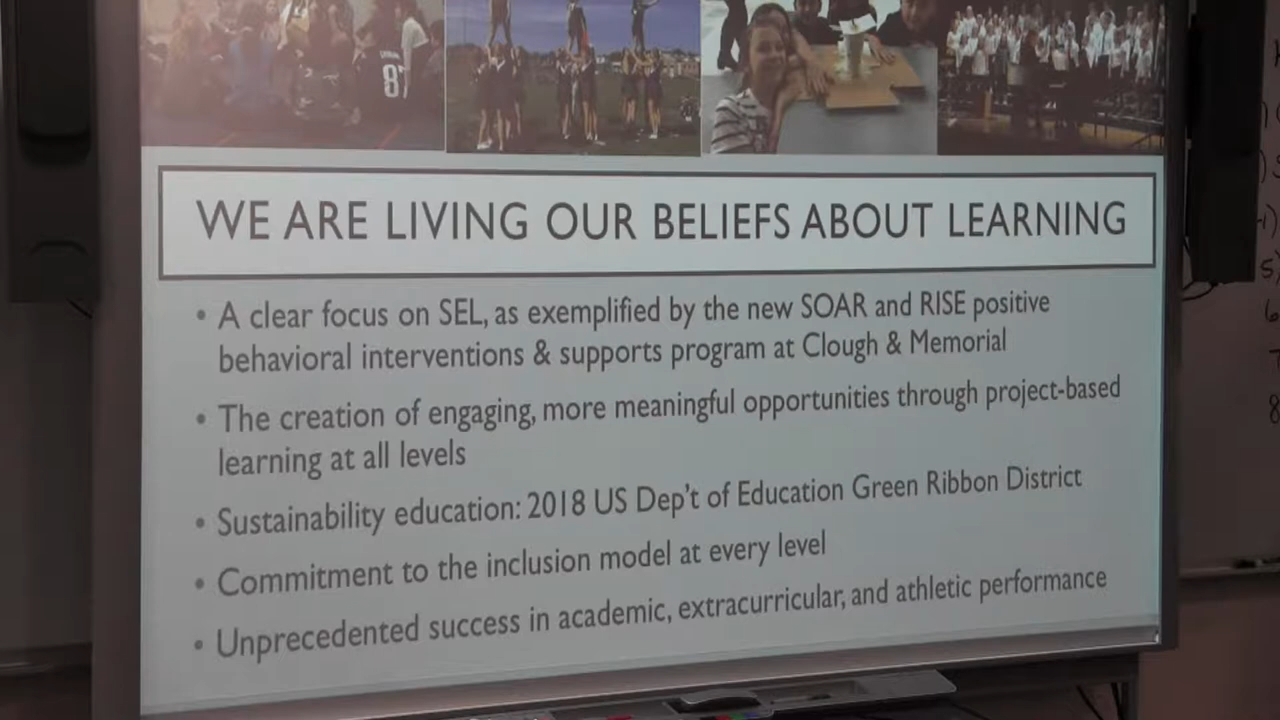 87
WE ARE LIVING OUR BELIEFS ABOUT LEARNING
• A clear focus on SEL, as exemplified by the new SOAR and RISE positive
behavioral interventions & supports program at Clough & Memorial
• The creation of engaging, more meaningful opportunities through project-based
learning at all levels
• Sustainability education: 2018 US Dep't of Education Green Ribbon District
• Commitment to the inclusion model at every level
• Unprecedented success in academic, extracurricular, and athletic performance